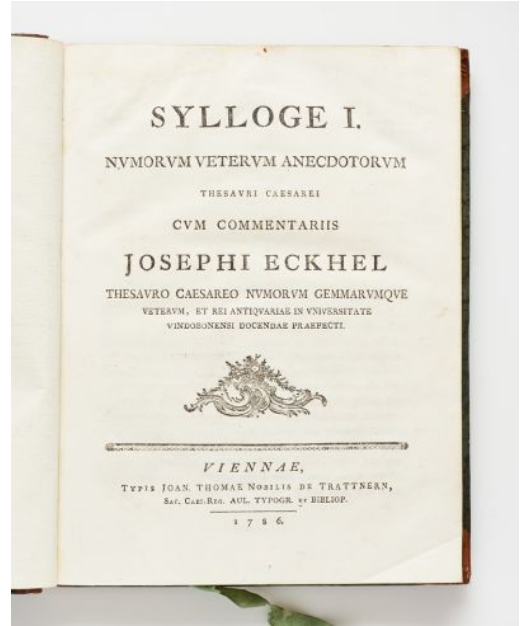 SYLLOGE I.
NVMORVM VETERVM ANECDOTORVM
THESAVRI CAESAREI
CVM COMMENTARIIS
JOSEPHI ECKHEL
THESAVRO CAESAREO NVMORVM GEMMARVMQVE
VETERVM, ET REI ANTIQVARIAE IN VNIVERSITATE
VINDOBONENSI DOCENDAE PRAEFECTI.
VIENNAE,
TYPIS JOAN. THOMAE NOBILIS DE TRATTNERN,
SAC. CAES. REG. AUL. TYPOGR. ET BIBLIOP.
1786.